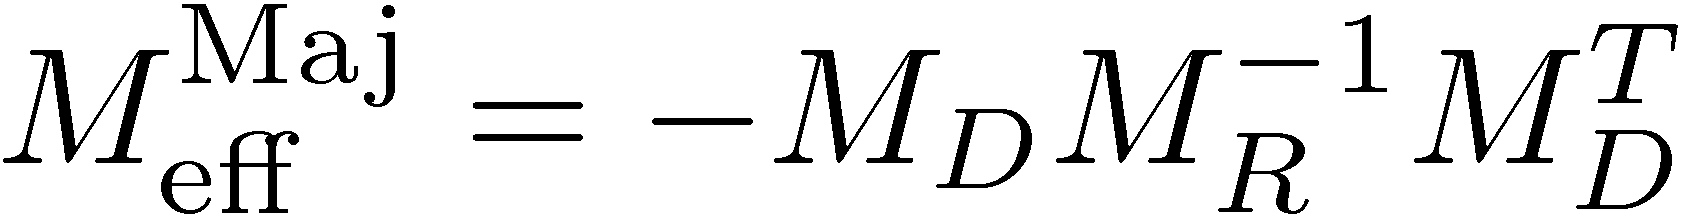 $M_{\text{eff}}^{\text{Maj}} = -M_D M_R^{-1} M_D^T$